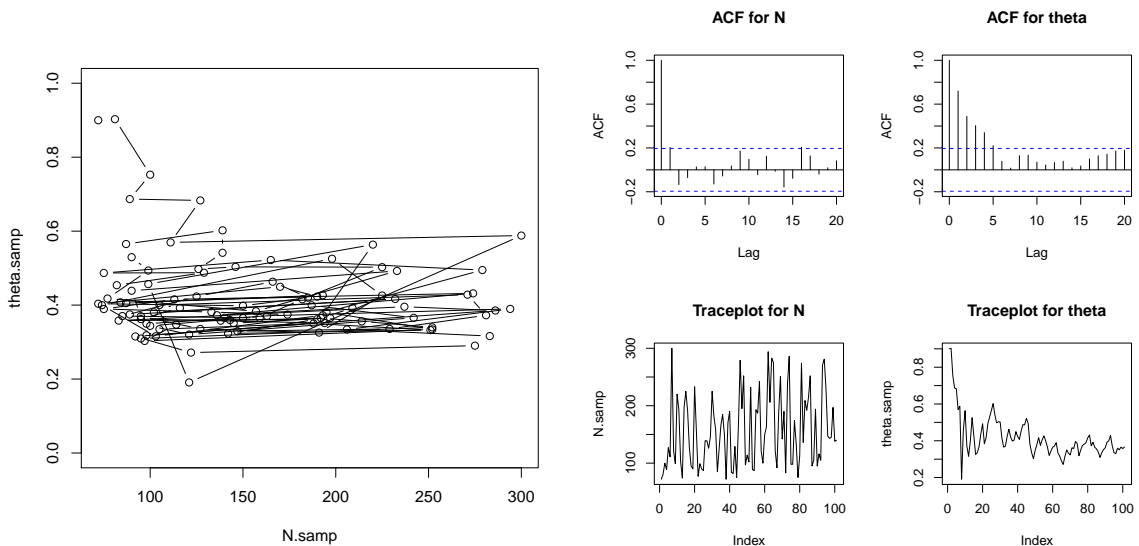 theta.samp
1.0
0.8
0.6
0.4
0.2
0.0
100 150 200 250 300
N.samp
ACF for N
ACF
1.0
0.6
0.2
−0.2
0 5 10 15 20
Lag
ACF for theta
ACF
1.0
0.6
0.2
−0.2
0 5 10 15 20
Lag
Traceplot for N
N.samp
300
200
100
0 20 40 60 80 100
Index
Traceplot for theta
theta.samp
0.8
0.6
0.4
0.2
0 20 40 60 80 100
Index